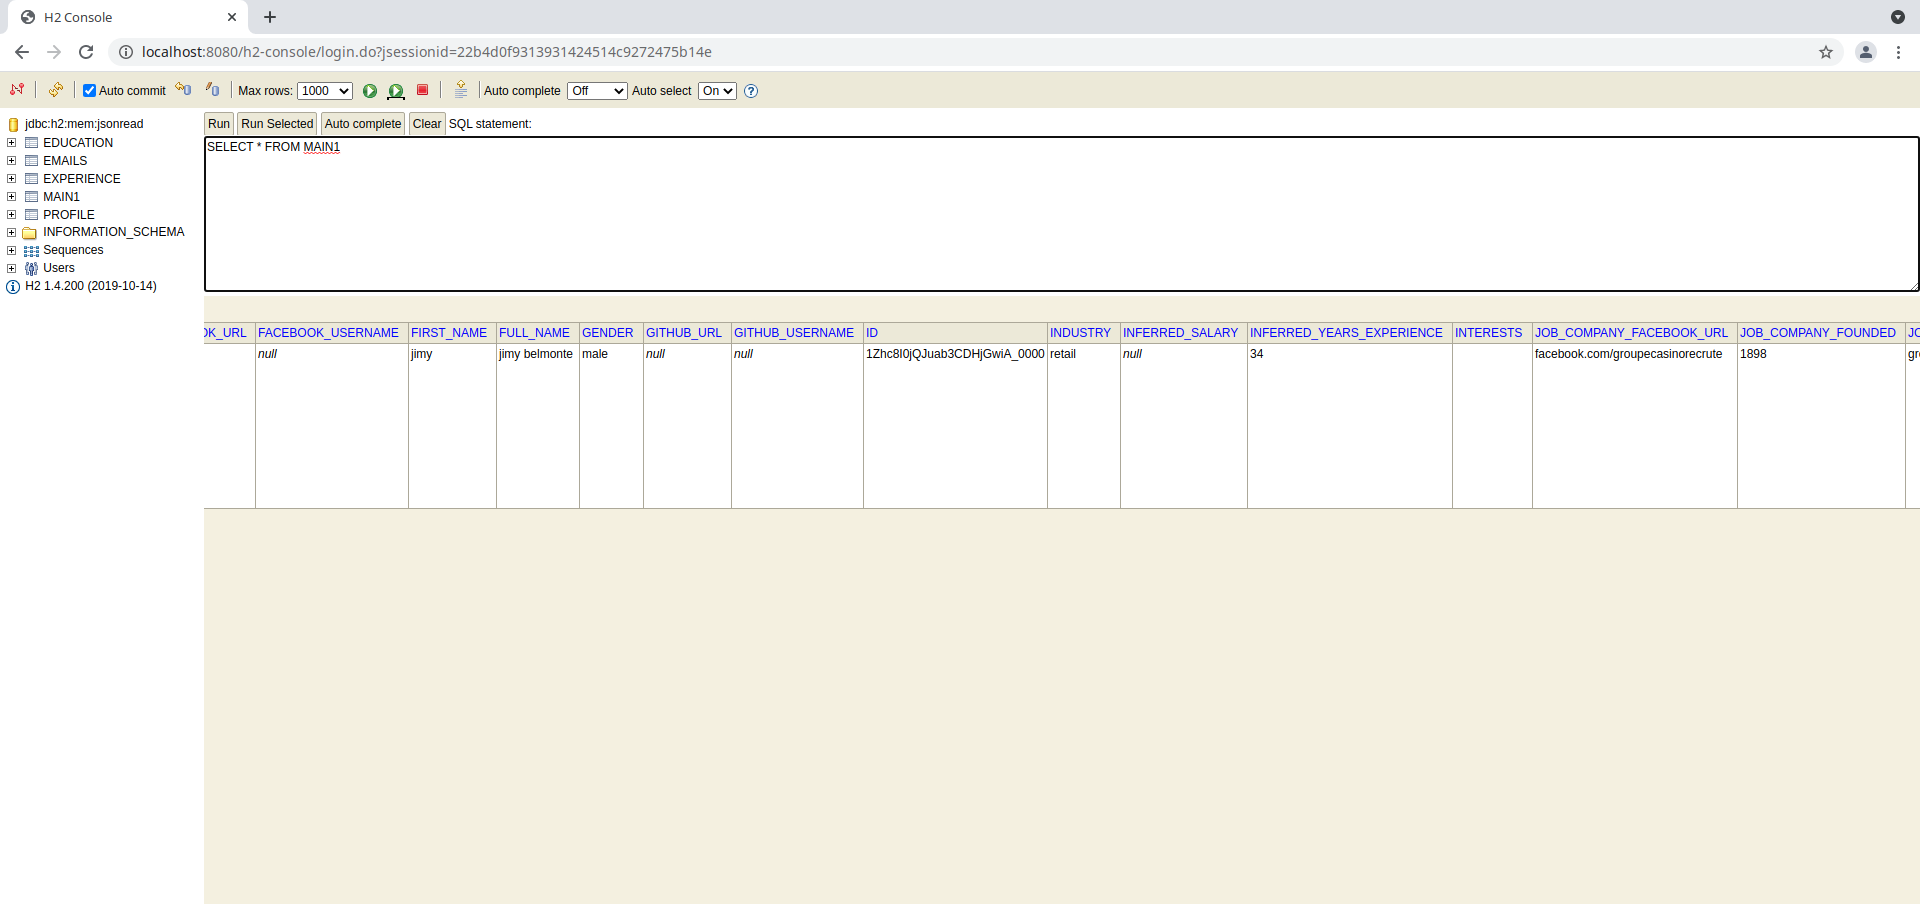 H2 Console
localhost:8080/h2-console/login.do?jsessionid=22b4d0f9313931424514c9272475b14e
Auto commit Max rows: 1000 Auto complete Off Auto select On ?
jdbc:h2:mem:jsonread
EDUCATION
EMAILS
EXPERIENCE
MAIN1
PROFILE
INFORMATION_SCHEMA
Sequences
Users
H2 1.4.200 (2019-10-14)
Run Run Selected Auto complete Clear SQL statement:
SELECT * FROM MAIN1
OK_URL FACEBOOK_USERNAME FIRST_NAME FULL_NAME GENDER GITHUB_URL GITHUB_USERNAME ID INDUSTRY INFERRED_SALARY INFERRED_YEARS_EXPERIENCE INTERESTS JOB_COMPANY_FACEBOOK_URL JOB_COMPANY_FOUNDED JO
null jimy jimy belmonte male null null 1Zhc8I0jQJuab3CDHjGwiA_0000 retail null 34 facebook.com/groupecasinorecrute 1898 gr